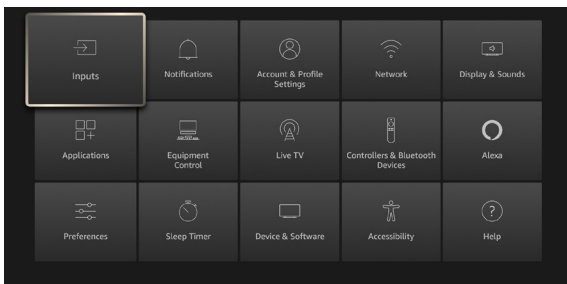 Inputs
Notifications
Account & Profile
Settings
Network
Display & Sounds
Applications
Equipment
Control
Live TV
Controllers & Bluetooth
Devices
Alexa
Preferences
Sleep Timer
Device & Software
Accessibility
Help